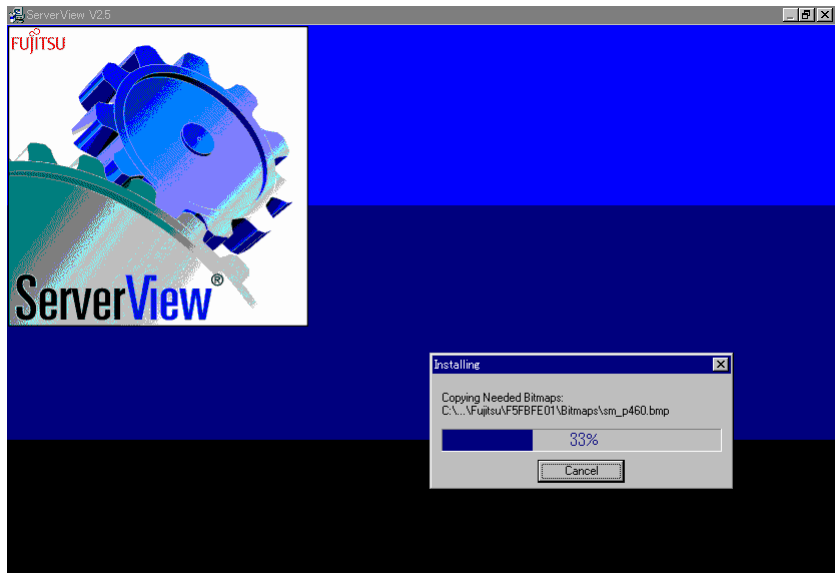 ServerView V2.5
FUJITSU
ServerView®
Installing
Copying Needed Bitmaps:
C:\...\Fujitsu\F5FBFE01\Bitmaps\sm_p460.bmp
33%
Cancel